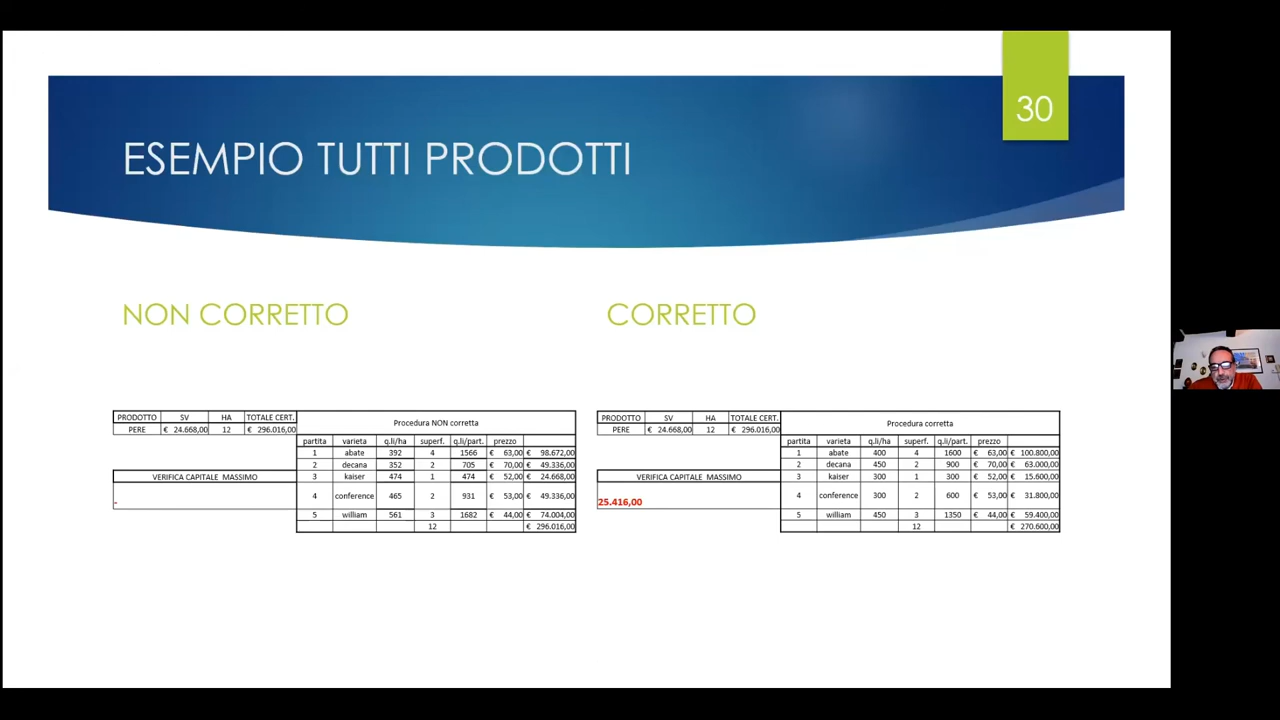 30
ESEMPIO TUTTI PRODOTTI
NON CORRETTO
PRODOTTO SV HA TOTALE CERT. Procedura NON corretta
PERE € 24.668,00 12 € 296.016,00
partita varieta q.li/ha superf. q.li/part. prezzo
1 abate 392 4 1566 € 63,00 € 98.672,00
2 decana 352 2 705 € 70,00 € 49.336,00
VERIFICA CAPITALE MASSIMO 3 kaiser 474 1 474 € 52,00 € 24.668,00
- 4 conference 465 2 931 € 53,00 € 49.336,00
5 william 561 3 1682 € 44,00 € 74.004,00
12 € 296.016,00
CORRETTO
PRODOTTO SV HA TOTALE CERT. Procedura corretta
PERE € 24.668,00 12 € 296.016,00
partita varieta q.li/ha superf. q.li/part. prezzo
1 abate 400 4 1600 € 63,00 € 100.800,00
2 decana 450 2 900 € 70,00 € 63.000,00
VERIFICA CAPITALE MASSIMO 3 kaiser 300 1 300 € 52,00 € 15.600,00
25.416,00 4 conference 300 2 600 € 53,00 € 31.800,00
5 william 450 3 1350 € 44,00 € 59.400,00
12 € 270.600,00